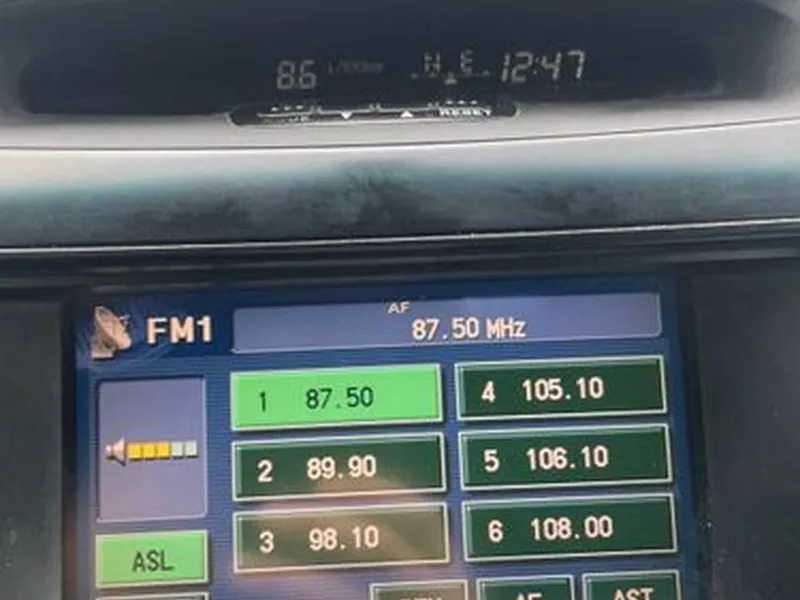 8.6 l/100km N E 12:47
RESET
AF
FM1 87.50 MHz
1 87.50 4 105.10
2 89.90 5 106.10
3 98.10 6 108.00
ASL
AF AST